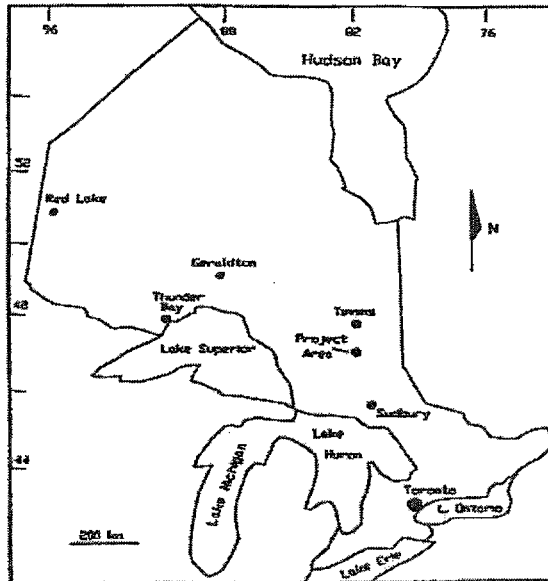 96
88
82
76
Hudson Bay
Red Lake
N
Geraldton
Thunder
Bay
48
Timmins
Project
Area
Lake Superior
Sudbury
Lake
Huron
Lake Michigan
44
Toronto
L. Ontario
200 km
Lake Erie